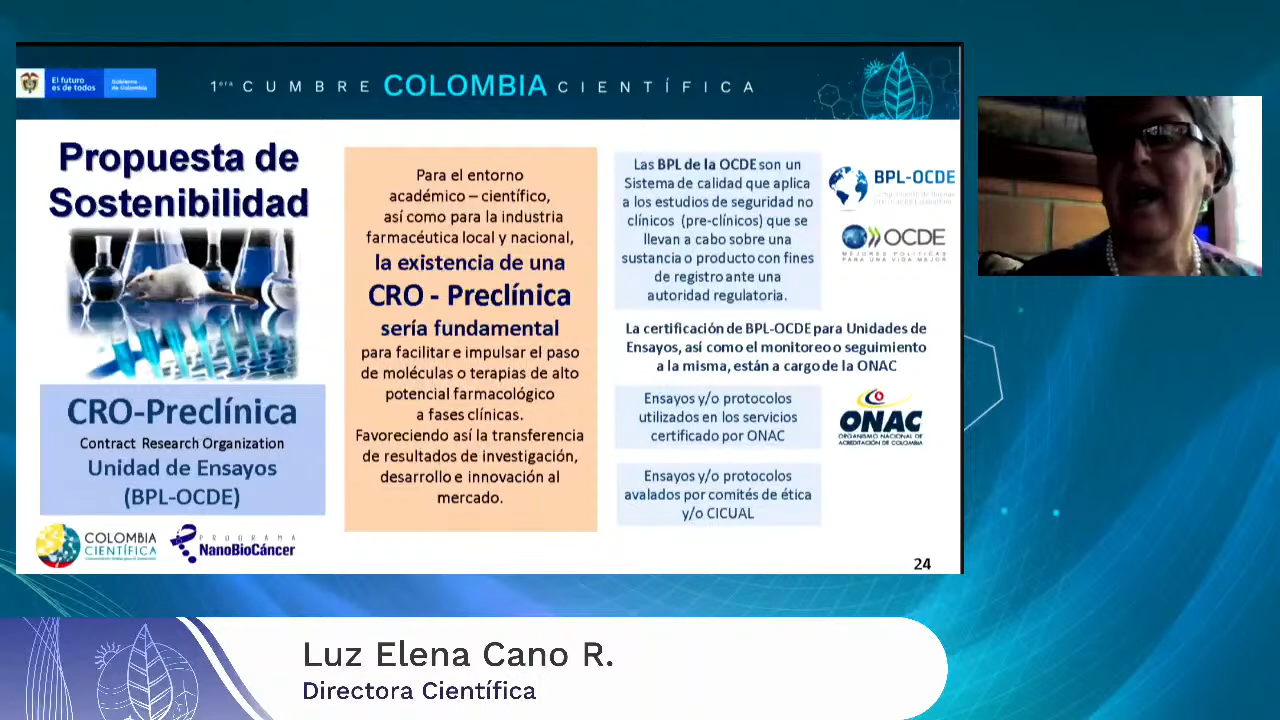 El futuro
es de todos
Gobierno
de Colombia
1era CUMBRE COLOMBIA CIENTÍFICA
Propuesta de
Sostenibilidad
CRO-Preclínica
Contract Research Organization
Unidad de Ensayos
(BPL-OCDE)
COLOMBIA
CIENTÍFICA
PROGRAMA
NanoBioCáncer
Para el entorno
académico – científico,
así como para la industria
farmacéutica local y nacional,
la existencia de una
CRO - Preclínica
sería fundamental
para facilitar e impulsar el paso
de moléculas o terapias de alto
potencial farmacológico
a fases clínicas.
Favoreciendo así la transferencia
de resultados de investigación,
desarrollo e innovación al
mercado.
Las BPL de la OCDE son un
Sistema de calidad que aplica
a los estudios de seguridad no
clínicos (pre-clínicos) que se
llevan a cabo sobre una
sustancia o producto con fines
de registro ante una
autoridad regulatoria.
BPL-OCDE
OCDE
MEJORES POLÍTICAS
PARA UNA VIDA MEJOR
La certificación de BPL-OCDE para Unidades de
Ensayos, así como el monitoreo o seguimiento
a la misma, están a cargo de la ONAC
Ensayos y/o protocolos
utilizados en los servicios
certificado por ONAC
ONAC
ORGANISMO NACIONAL DE
ACREDITACIÓN DE COLOMBIA
Ensayos y/o protocolos
avalados por comités de ética
y/o CICUAL
24
Luz Elena Cano R.
Directora Científica